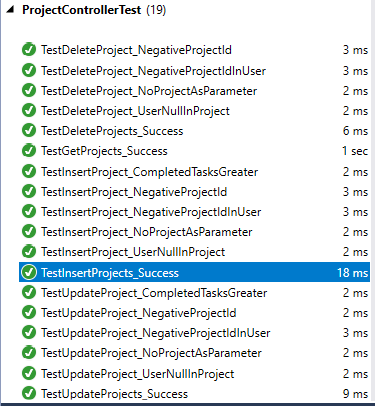 ProjectControllerTest (19)
TestDeleteProject_NegativeProjectId 3 ms
TestDeleteProject_NegativeProjectIdInUser 3 ms
TestDeleteProject_NoProjectAsParameter 2 ms
TestDeleteProject_UserNullInProject 2 ms
TestDeleteProjects_Success 6 ms
TestGetProjects_Success 1 sec
TestInsertProject_CompletedTasksGreater 2 ms
TestInsertProject_NegativeProjectId 3 ms
TestInsertProject_NegativeProjectIdInUser 3 ms
TestInsertProject_NoProjectAsParameter 2 ms
TestInsertProject_UserNullInProject 2 ms
TestInsertProjects_Success 18 ms
TestUpdateProject_CompletedTasksGreater 2 ms
TestUpdateProject_NegativeProjectId 2 ms
TestUpdateProject_NegativeProjectIdInUser 3 ms
TestUpdateProject_NoProjectAsParameter 2 ms
TestUpdateProject_UserNullInProject 2 ms
TestUpdateProjects_Success 9 ms